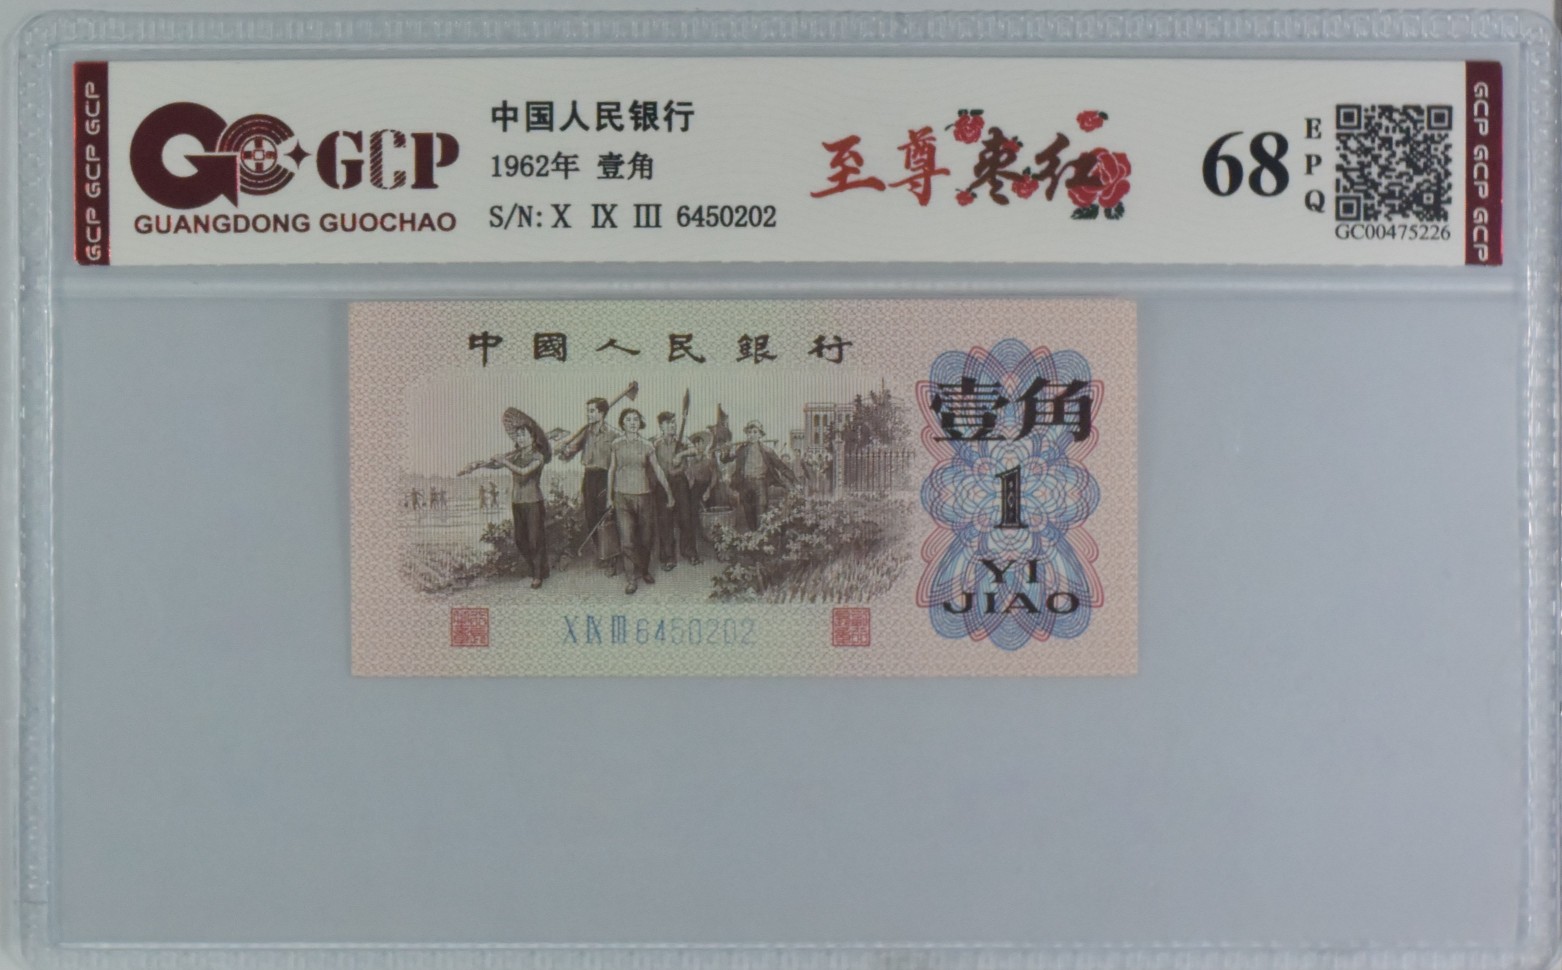 GCP GCP GCP
GCP
GUANGDONG GUOCHAO
中国人民银行
1962年 壹角
S/N: X IX III 6450202
至尊枣红
68
EPQ
GC00475226
GCP GCP GCP
中國人民銀行
壹角
1
YI
JIAO
X IX III 6450202